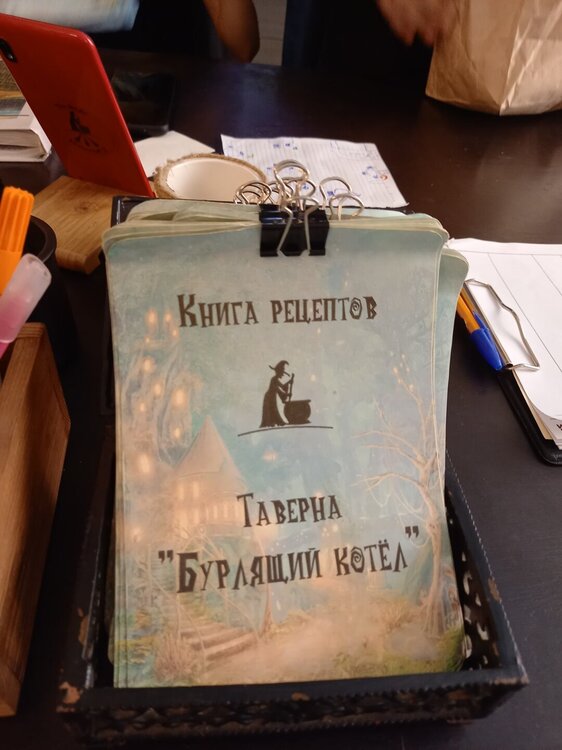 Книга рецептов
Таверна
"Бурлящий котёл"